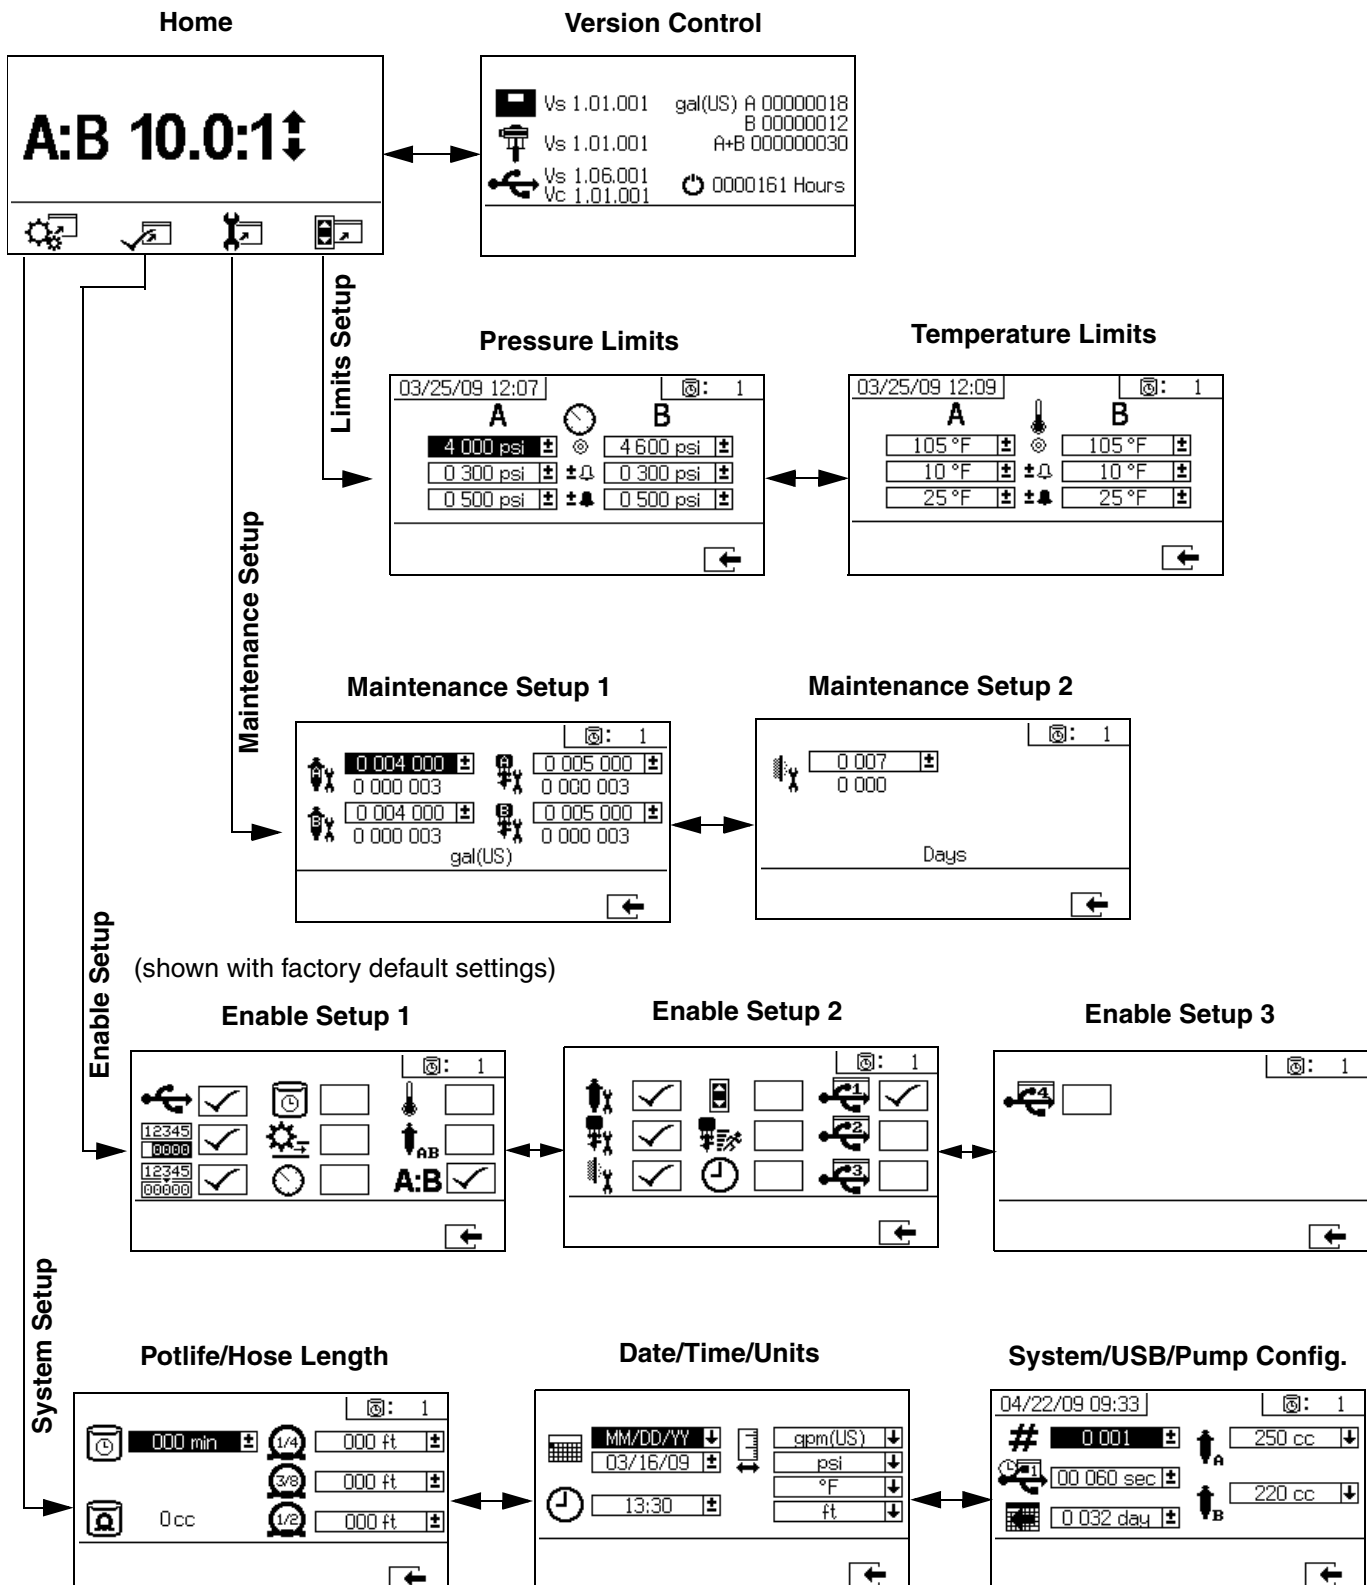 Home
Version Control
A:B 10.0:1
Vs 1.01.001
gal(US) A 00000018
B 00000012
Vs 1.01.001
A+B 000000030
Vs 1.06.001
Vc 1.01.001
0000161 Hours
Limits Setup
Pressure Limits
Temperature Limits
03/25/09 12:07
: 1
A
B
4 000 psi
4 600 psi
0 300 psi
0 300 psi
0 500 psi
0 500 psi
03/25/09 12:09
: 1
A
B
105 °F
105 °F
10 °F
10 °F
25 °F
25 °F
Maintenance Setup
Maintenance Setup 1
Maintenance Setup 2
: 1
A
0 004 000
A
0 005 000
0 000 003
0 000 003
B
0 004 000
B
0 005 000
0 000 003
0 000 003
gal(US)
: 1
0 007
0 000
Days
Enable Setup
(shown with factory default settings)
Enable Setup 1
Enable Setup 2
Enable Setup 3
: 1
12345
0000
AB
12345
00000
A:B
: 1
1
2
3
: 1
4
System Setup
Potlife/Hose Length
Date/Time/Units
System/USB/Pump Config.
: 1
000 min
1/4
000 ft
3/8
000 ft
0 cc
1/2
000 ft
MM/DD/YY
gpm(US)
03/16/09
psi
°F
13:30
ft
04/22/09 09:33
: 1
#
0 001
A
250 cc
1
00 060 sec
B
220 cc
0 032 day